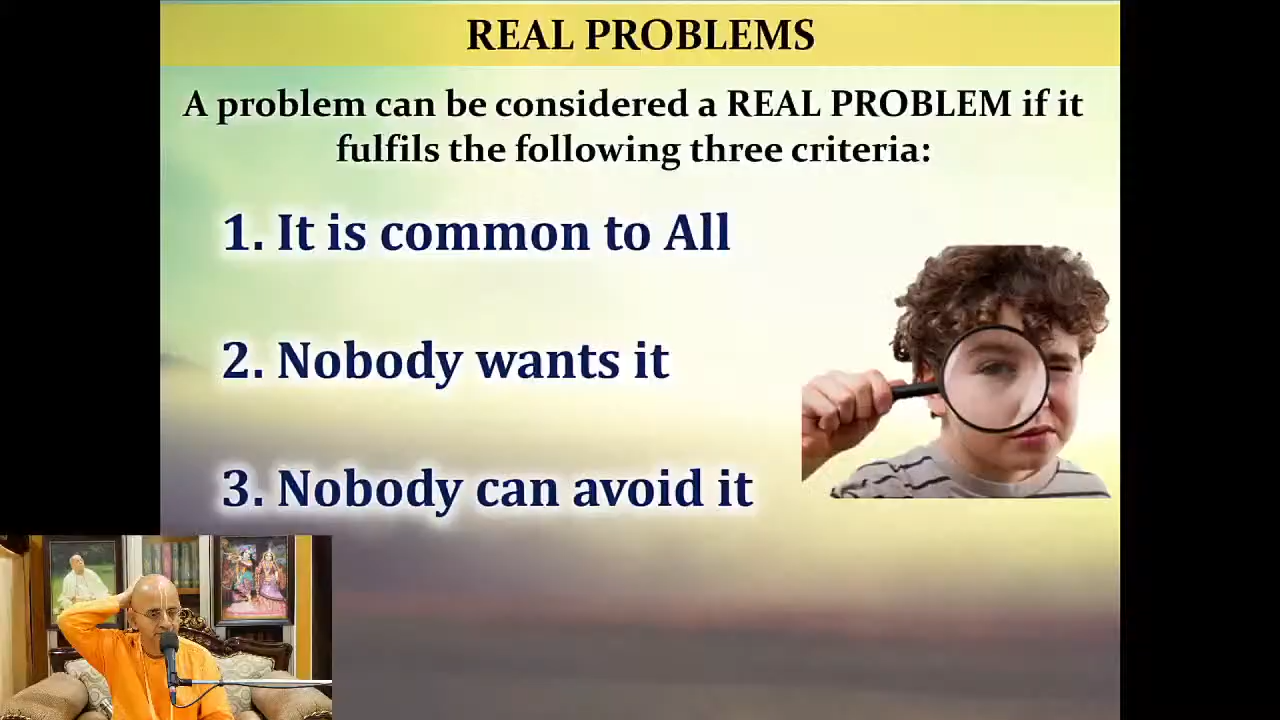 REAL PROBLEMS
A problem can be considered a REAL PROBLEM if it
fulfils the following three criteria:
1. It is common to All
2. Nobody wants it
3. Nobody can avoid it